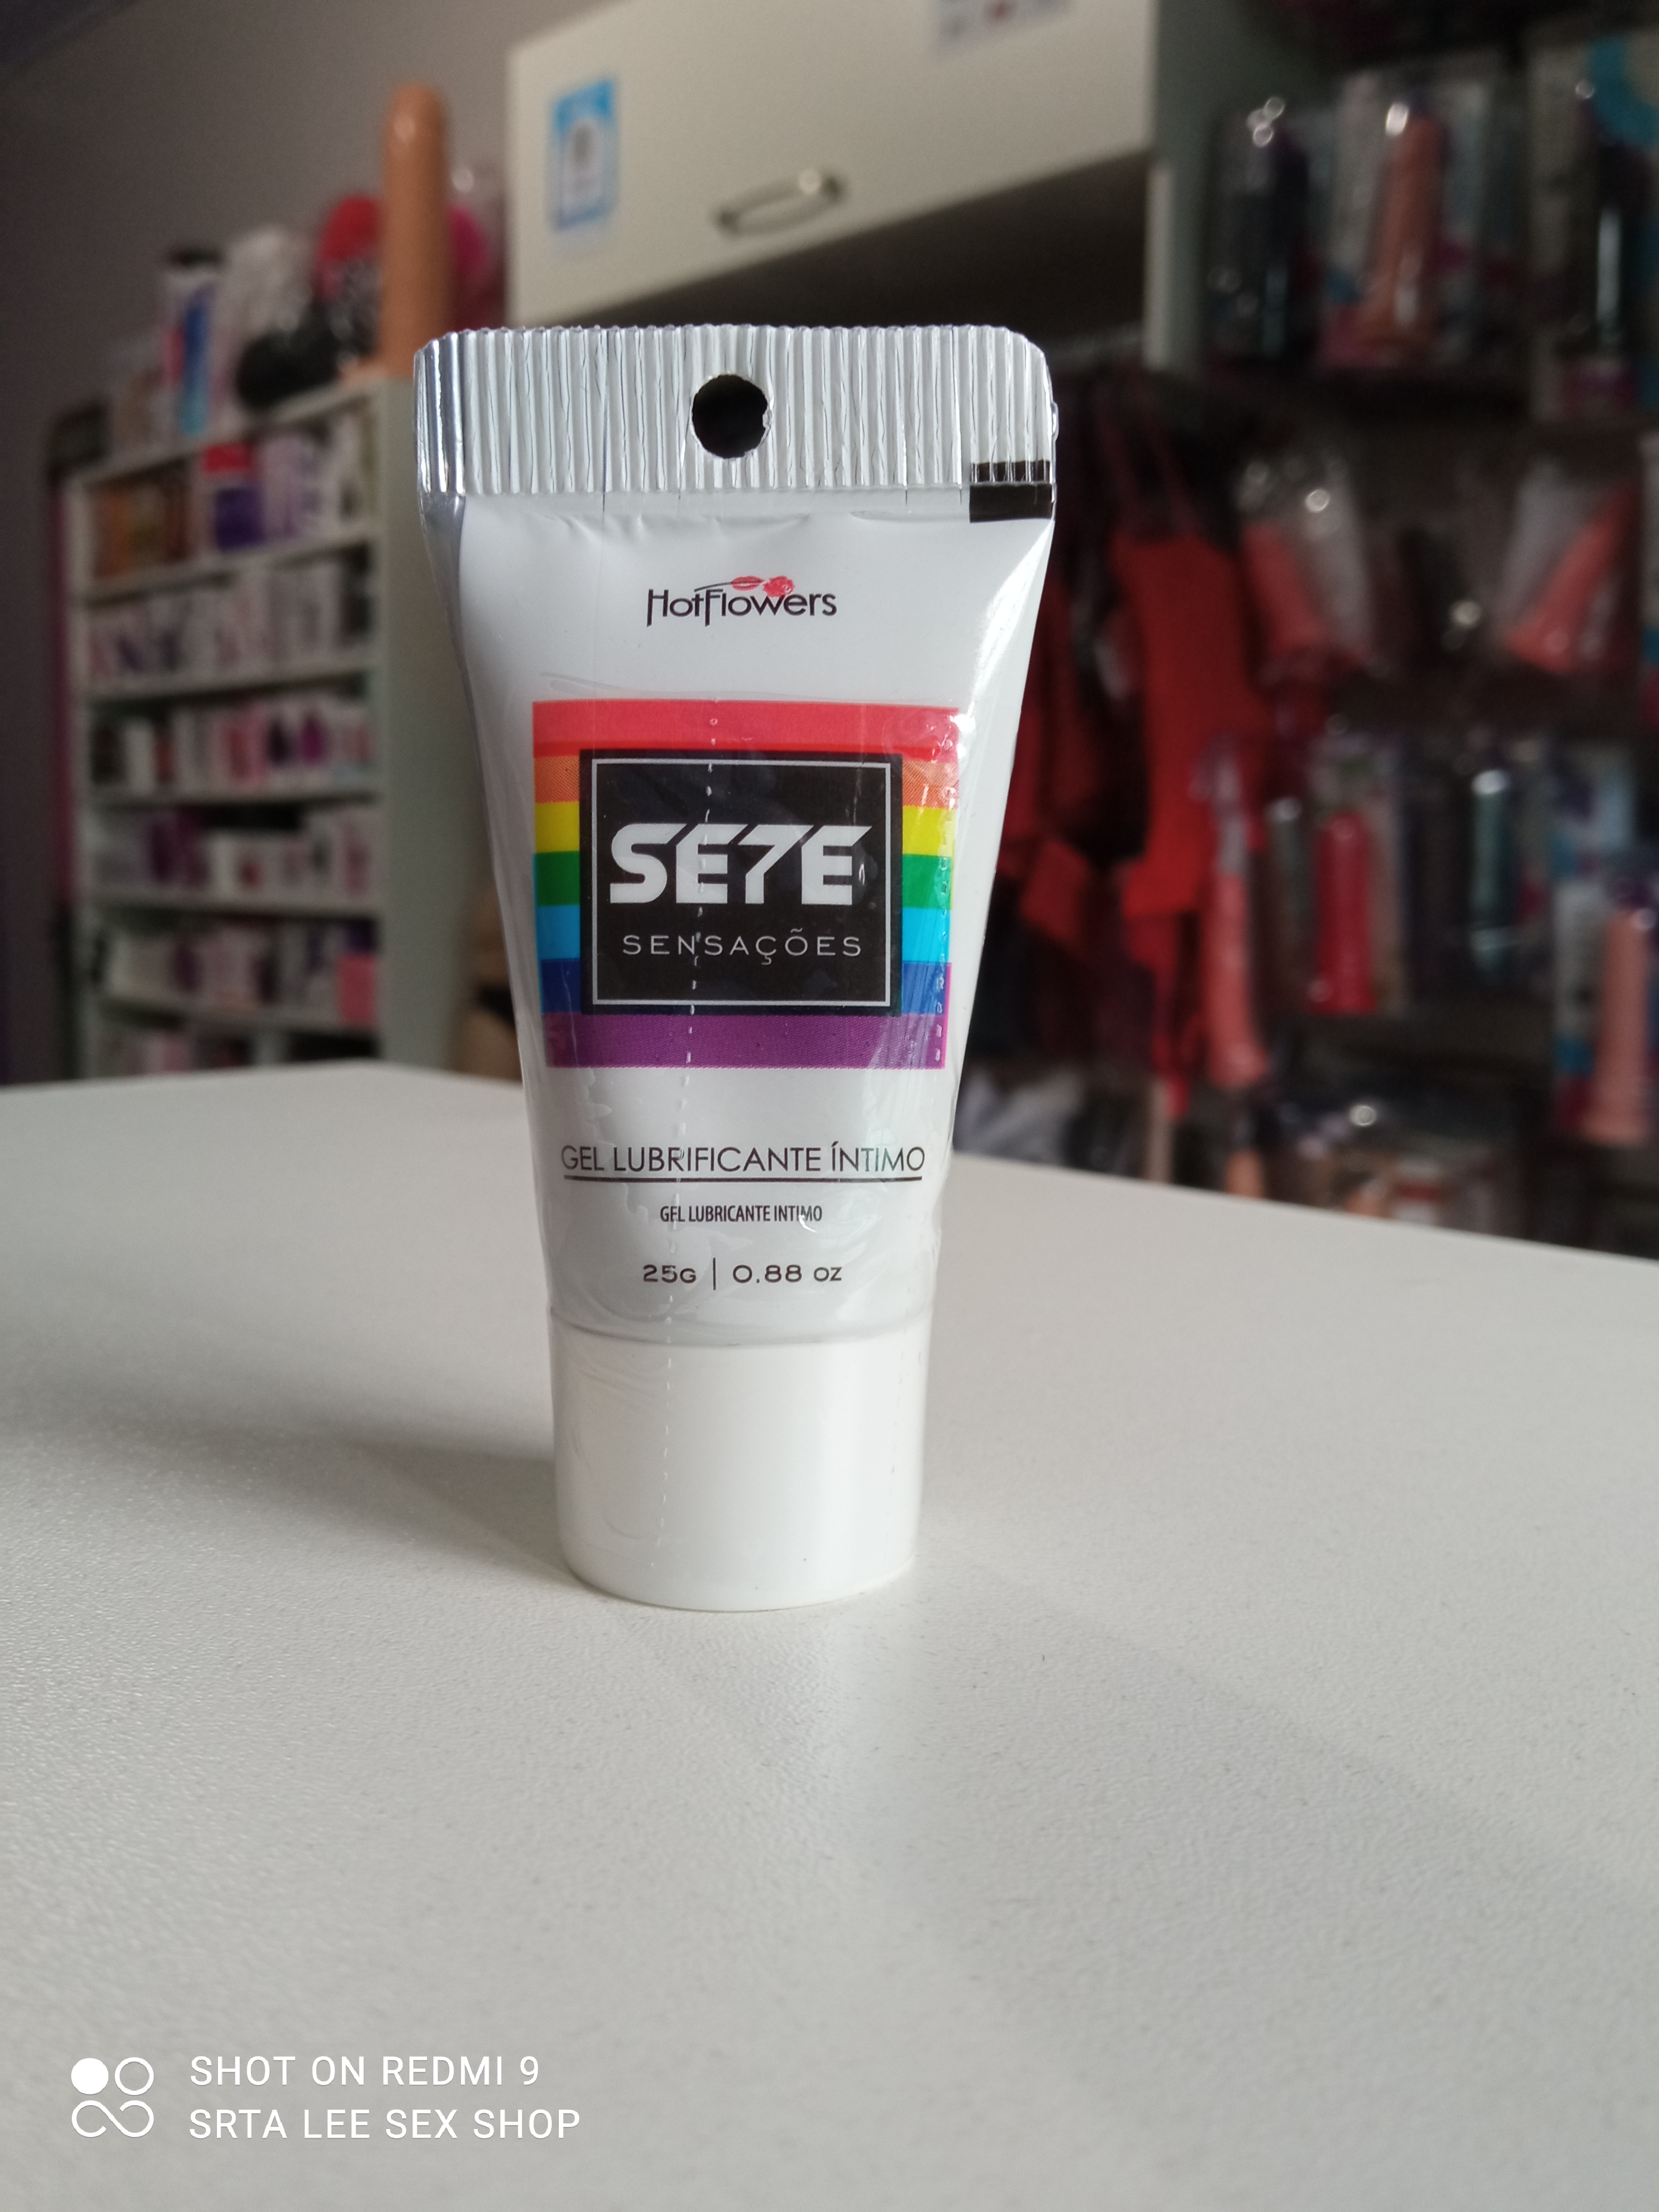 HotFlowers
SE7E
SENSAÇÕES
GEL LUBRIFICANTE ÍNTIMO
GEL LUBRICANTE INTIMO
25G | 0.88 OZ
SHOT ON REDMI 9
SRTA LEE SEX SHOP